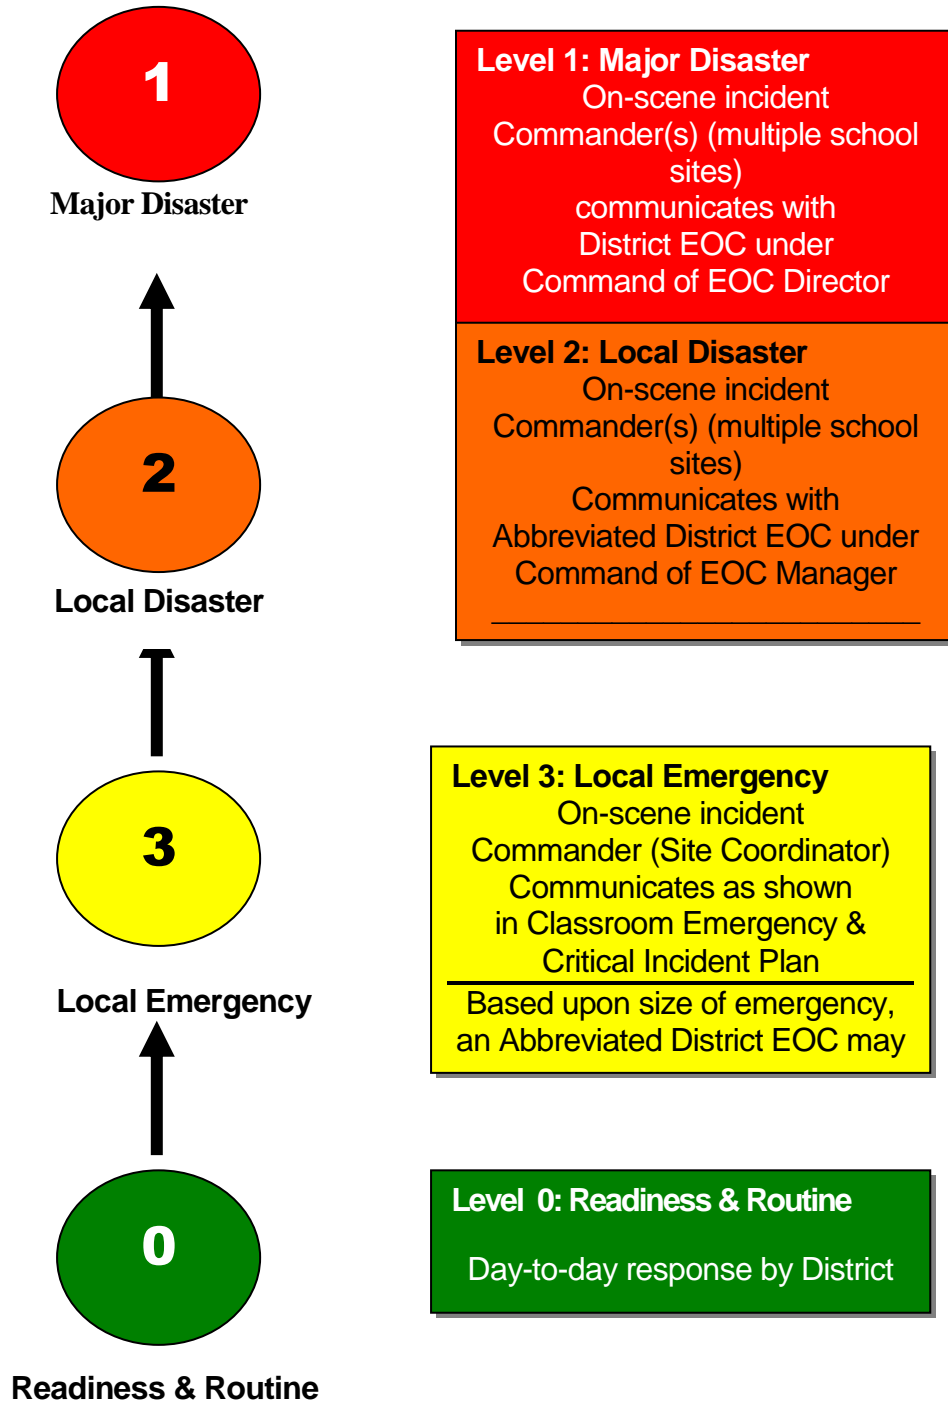 1
Major Disaster
Level 1: Major Disaster
On-scene incident
Commander(s) (multiple school
sites)
communicates with
District EOC under
Command of EOC Director
2
Local Disaster
Level 2: Local Disaster
On-scene incident
Commander(s) (multiple school
sites)
Communicates with
Abbreviated District EOC under
Command of EOC Manager
3
Local Emergency
Level 3: Local Emergency
On-scene incident
Commander (Site Coordinator)
Communicates as shown
in Classroom Emergency &
Critical Incident Plan
Based upon size of emergency,
an Abbreviated District EOC may
0
Readiness & Routine
Level 0: Readiness & Routine
Day-to-day response by District